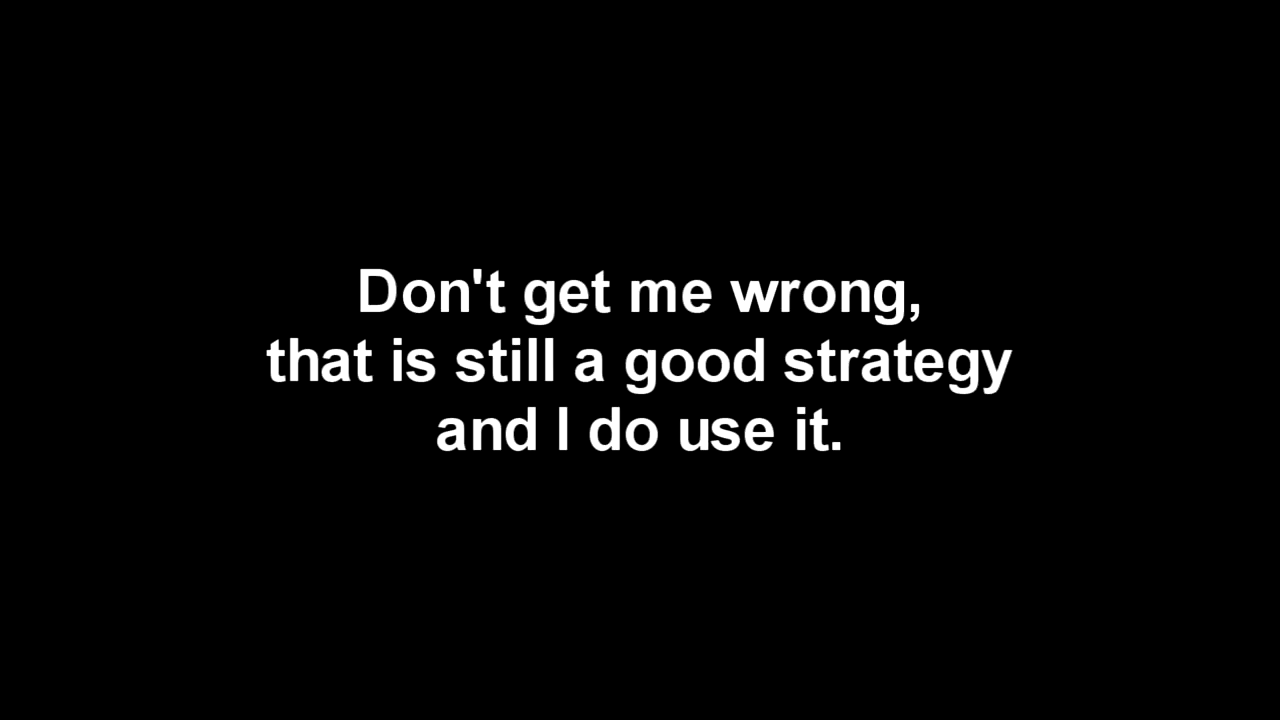 Don't get me wrong,
that is still a good strategy
and I do use it.